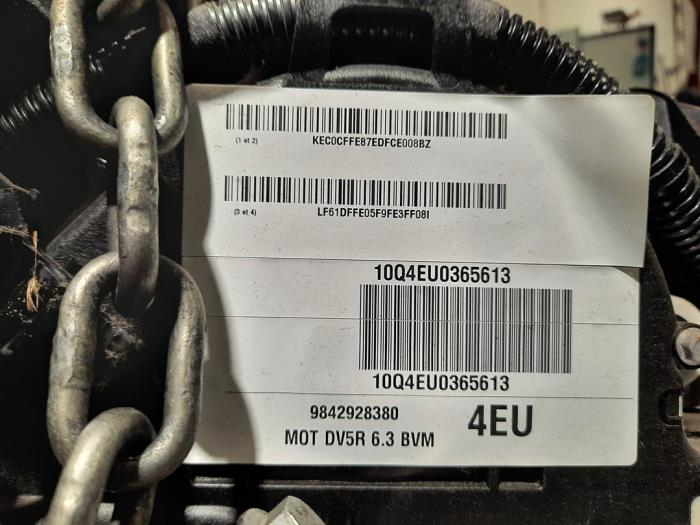 KEC0CFFE87EDFCE008BZ
(1 et 2)
LF61DFFE05F9FE3FF08I
(3 et 4)
10Q4EU0365613
10Q4EU0365613
9842928380
4EU
MOT DV5R 6.3 BVM